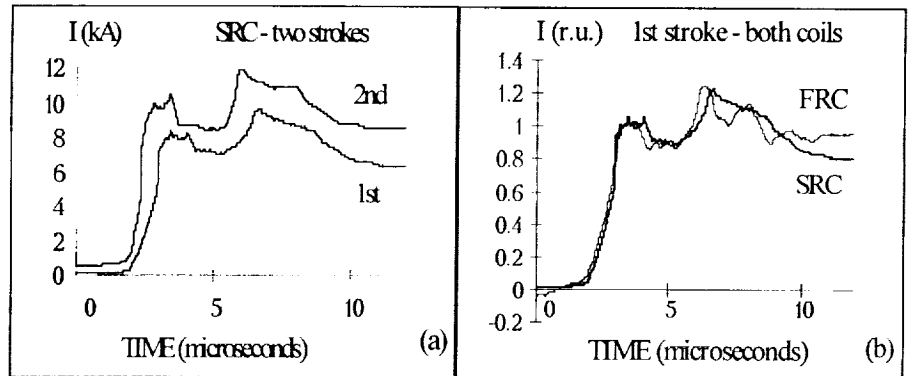 I (kA) SRC - two strokes
12
10
8
6
4
2
0
2nd
1st
0 5 10
TIME (microseconds) (a)
I (r.u.) 1st stroke - both coils
1.4
1.2
1
0.8
0.6
0.4
0.2
0
-0.2
FRC
SRC
0 5 10
TIME (microseconds) (b)